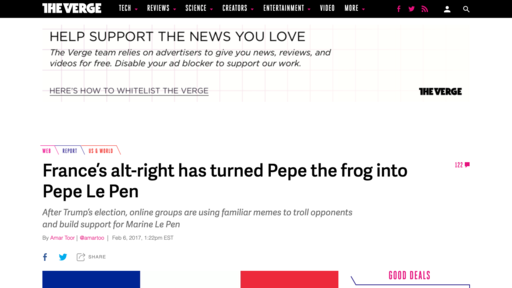 THE VERGE TECH REVIEWS SCIENCE CREATORS ENTERTAINMENT VIDEO MORE
HELP SUPPORT THE NEWS YOU LOVE
The Verge team relies on advertisers to give you news, reviews, and
videos for free. Disable your ad blocker to support our work.
HERE'S HOW TO WHITELIST THE VERGE
THE VERGE
WEB REPORT US & WORLD
France's alt-right has turned Pepe the frog into
Pepe Le Pen
122
After Trump's election, online groups are using familiar memes to troll opponents
and build support for Marine Le Pen
By Amar Toor | @amartoo | Feb 6, 2017, 1:22pm EST
SHARE
GOOD DEALS